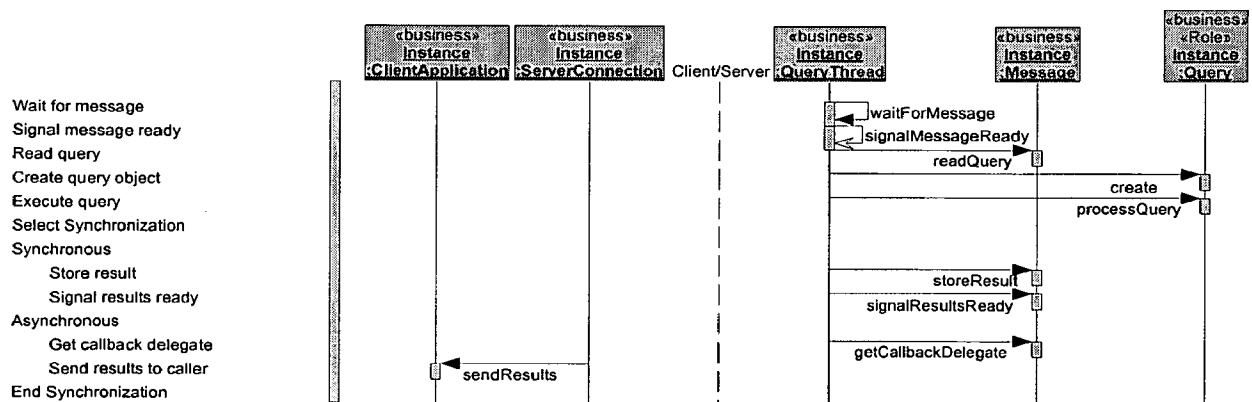 «business»
Instance
:ClientApplication
«business»
Instance
:ServerConnection
Client/Server
«business»
Instance
:QueryThread
«business»
Instance
:Message
«business»
«Role»
Instance
:Query
Wait for message
waitForMessage
Signal message ready
signalMessageReady
Read query
readQuery
Create query object
create
Execute query
processQuery
Select Synchronization
Synchronous
Store result
storeResult
Signal results ready
signalResultsReady
Asynchronous
Get callback delegate
getCallbackDelegate
Send results to caller
sendResults
End Synchronization